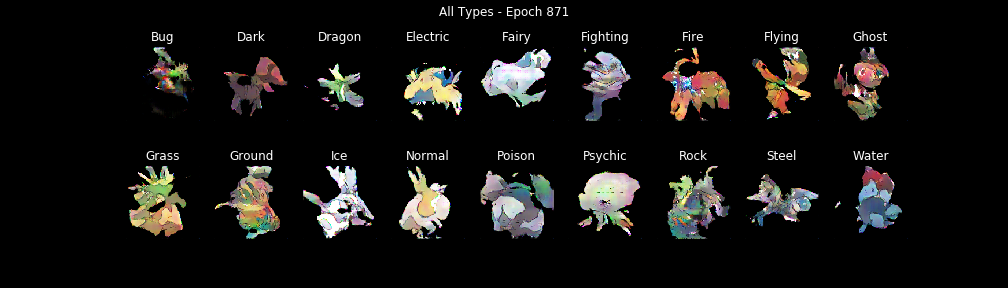 All Types - Epoch 871
Bug Dark Dragon Electric Fairy Fighting Fire Flying Ghost
Grass Ground Ice Normal Poison Psychic Rock Steel Water